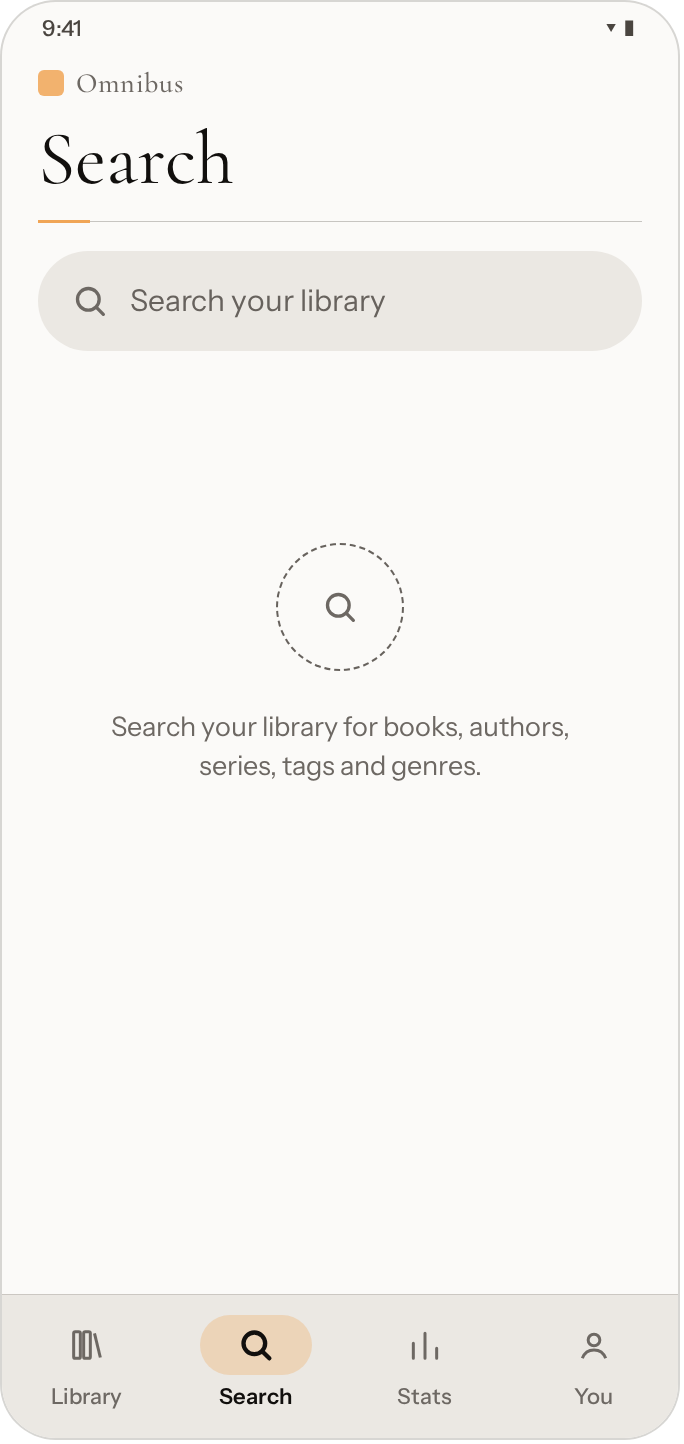 9:41
Omnibus
Search
Search your library
Search your library for books, authors,
series, tags and genres.
Library
Search
Stats
You